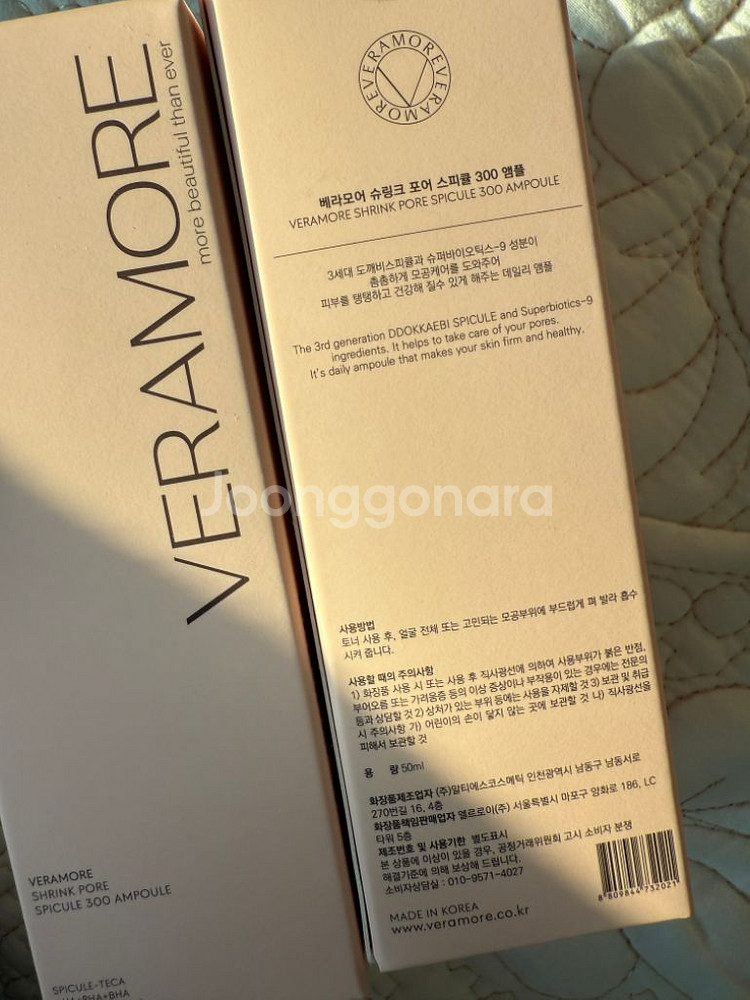 VERAMORE
more beautiful than ever
VERAMORE
SHRINK PORE
SPICULE 300 AMPOULE
SPICULE-TECA
VERAMOREVERAMOREVERAMORE
베라모어 슈링크 포어 스피큘 300 앰플
VERAMORE SHRINK PORE SPICULE 300 AMPOULE
3세대 도깨비스피큘과 슈퍼바이오틱스-9 성분이
촘촘하게 모공케어를 도와주어
피부를 탱탱하고 건강해 질수 있게 해주는 데일리 앰플
The 3rd generation DDOKKAEBI SPICULE and Superbiotics-9
ingredients. It helps to take care of your pores.
It's daily ampoule that makes your skin firm and healthy.
Joonggonara
사용방법
토너 사용 후, 얼굴 전체 또는 고민되는 모공부위에 부드럽게 펴 발라 흡수
시켜 줍니다.
사용할 때의 주의사항
1) 화장품 사용 시 또는 사용 후 직사광선에 의하여 사용부위가 붉은 반점,
부어오름 또는 가려움증 등의 이상 증상이나 부작용이 있는 경우에는 전문의
등과 상담할 것 2) 상처가 있는 부위 등에는 사용을 자제할 것 3) 보관 및 취급
시 주의사항 가) 어린이의 손이 닿지 않는 곳에 보관할 것 나) 직사광선을
피해서 보관할 것
용 량 50ml
화장품제조업자 (주)알티에스코스메틱 인천광역시 남동구 남동서로
270번길 16, 4층
화장품책임판매업자 엘르로이(주) 서울특별시 마포구 양화로 186, LC
타워 5층
제조번호 및 사용기한 별도표시
본 상품에 이상이 있을 경우, 공정거래위원회 고시 소비자 분쟁
해결기준에 의해 보상해 드립니다.
소비자상담실 : 010-9571-4027
MADE IN KOREA
www.veramore.co.kr
8 809844 732021